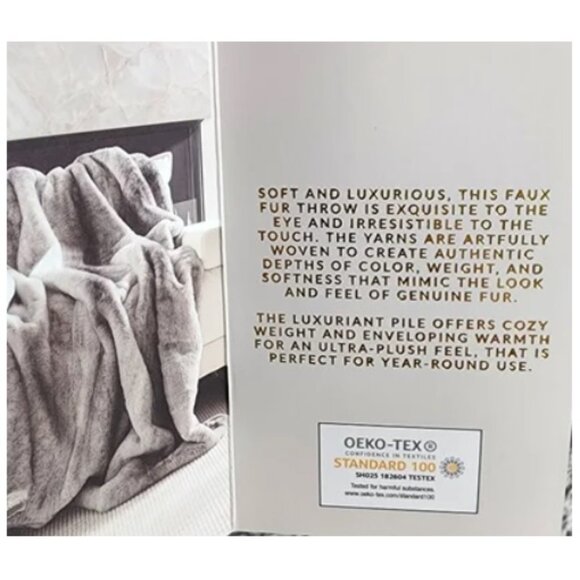 SOFT AND LUXURIOUS, THIS FAUX
FUR THROW IS EXQUISITE TO THE
EYE AND IRRESISTIBLE TO THE
TOUCH. THE YARNS ARE ARTFULLY
WOVEN TO CREATE AUTHENTIC
DEPTHS OF COLOR, WEIGHT, AND
SOFTNESS THAT MIMIC THE LOOK
AND FEEL OF GENUINE FUR.
THE LUXURIANT PILE OFFERS COZY
WEIGHT AND ENVELOPING WARMTH
FOR AN ULTRA-PLUSH FEEL, THAT IS
PERFECT FOR YEAR-ROUND USE.
OEKO-TEX®
CONFIDENCE IN TEXTILES
STANDARD 100
SH025 182804 TESTEX
Tested for harmful substances.
www.oeko-tex.com/standard100